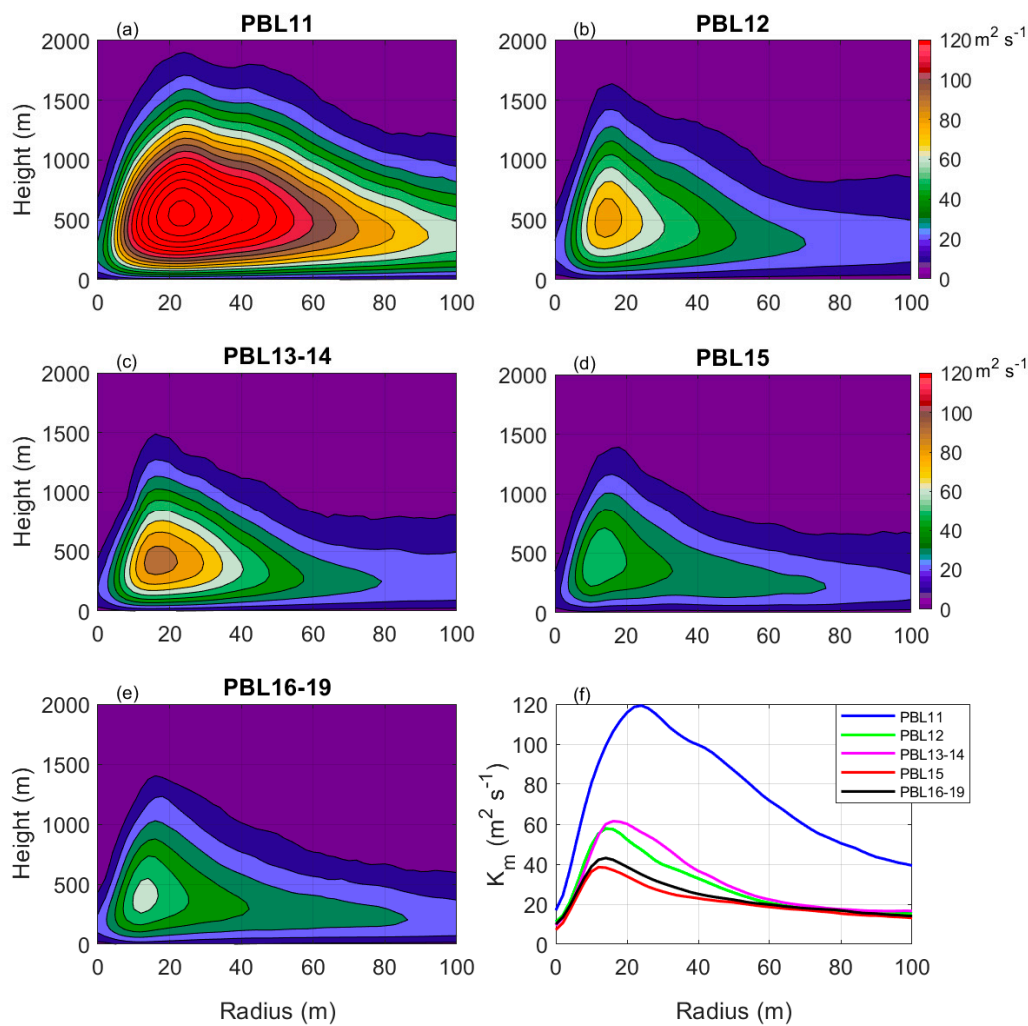 (a) PBL11
2000
1500
1000
500
0
Height (m)
0 20 40 60 80 100
(b) PBL12
2000
1500
1000
500
0
0 20 40 60 80 100
120 m² s⁻¹
100
80
60
40
20
0
(c) PBL13-14
2000
1500
1000
500
0
Height (m)
0 20 40 60 80 100
(d) PBL15
2000
1500
1000
500
0
0 20 40 60 80 100
120 m² s⁻¹
100
80
60
40
20
0
(e) PBL16-19
2000
1500
1000
500
0
Height (m)
0 20 40 60 80 100
Radius (m)
(f)
120
100
80
60
40
20
0
Kₘ (m² s⁻¹)
PBL11
PBL12
PBL13-14
PBL15
PBL16-19
0 20 40 60 80 100
Radius (m)